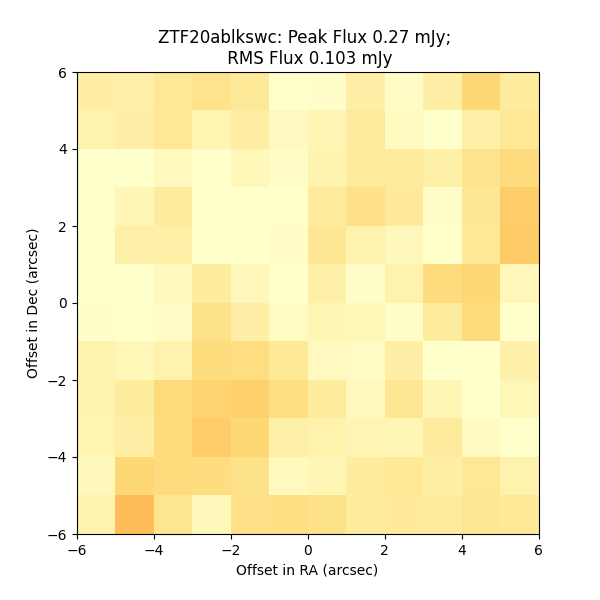 ZTF20ablkswc: Peak Flux 0.27 mJy;
RMS Flux 0.103 mJy
6
4
2
0
−2
−4
−6
Offset in Dec (arcsec)
−6 −4 −2 0 2 4 6
Offset in RA (arcsec)